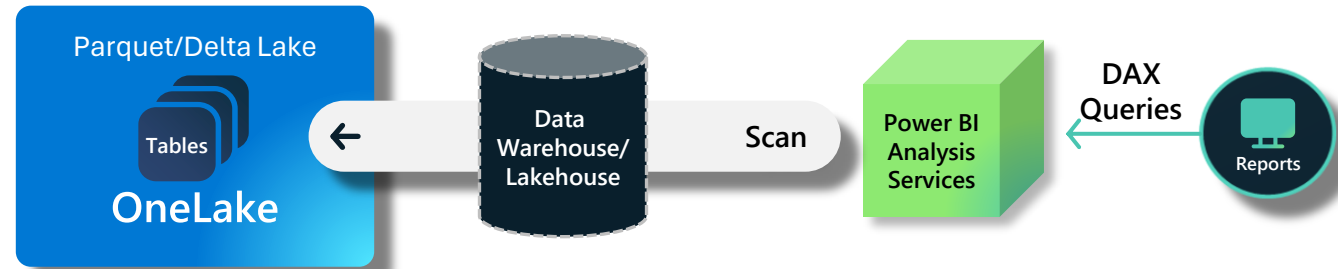 Parquet/Delta Lake
Tables
OneLake
Data
Warehouse/
Lakehouse
Scan
Power BI
Analysis
Services
DAX
Queries
Reports